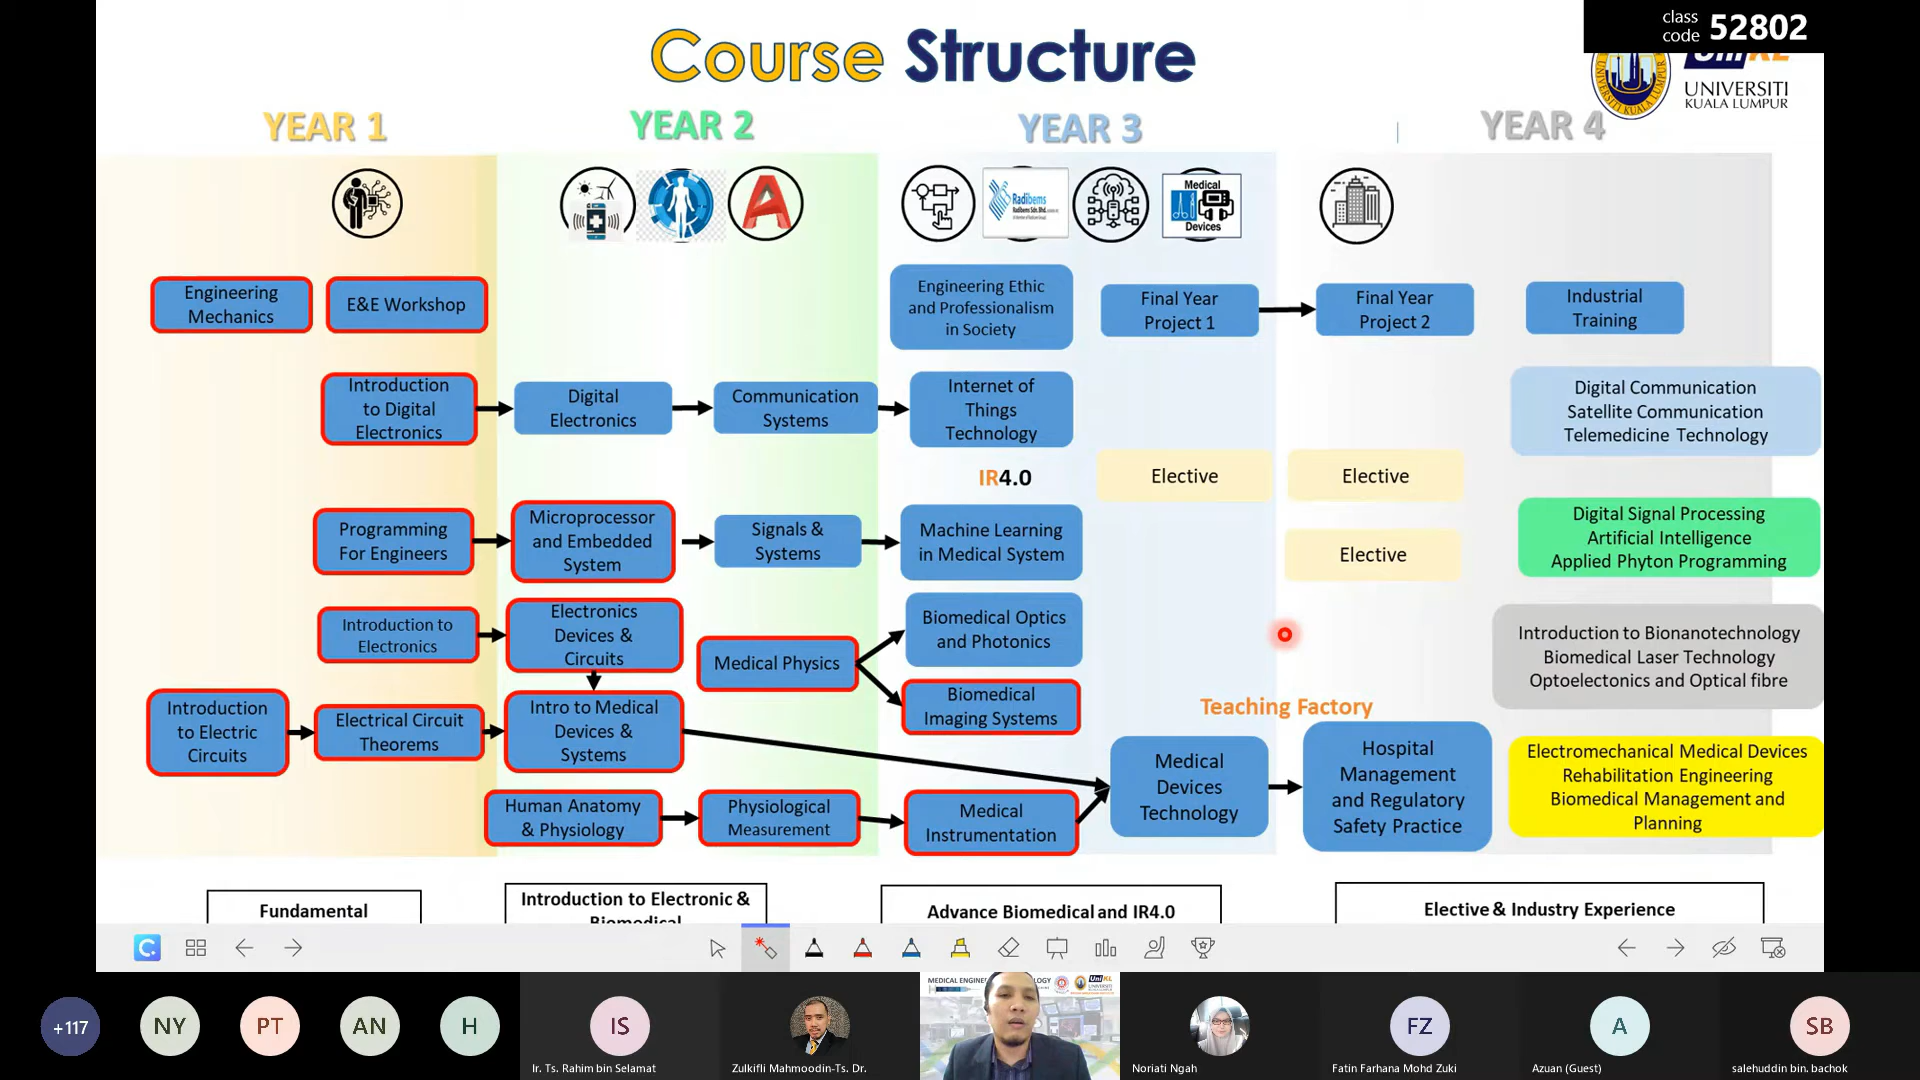 class
code 52802
Course Structure
UniKL
UNIVERSITI
KUALA LUMPUR
YEAR 1
YEAR 2
YEAR 3
YEAR 4
Radibems
Medical
Devices
Engineering
Mechanics
E&E Workshop
Engineering Ethic
and Professionalism
in Society
Final Year
Project 1
Final Year
Project 2
Industrial
Training
Introduction
to Digital
Electronics
Digital
Electronics
Communication
Systems
Internet of
Things
Technology
Digital Communication
Satellite Communication
Telemedicine Technology
IR4.0
Elective
Elective
Programming
For Engineers
Microprocessor
and Embedded
System
Signals &
Systems
Machine Learning
in Medical System
Elective
Digital Signal Processing
Artificial Intelligence
Applied Phyton Programming
Introduction to
Electronics
Electronics
Devices &
Circuits
Medical Physics
Biomedical Optics
and Photonics
Biomedical
Imaging Systems
Introduction to Bionanotechnology
Biomedical Laser Technology
Optoelectonics and Optical fibre
Introduction
to Electric
Circuits
Electrical Circuit
Theorems
Intro to Medical
Devices &
Systems
Teaching Factory
Medical
Devices
Technology
Hospital
Management
and Regulatory
Safety Practice
Electromechanical Medical Devices
Rehabilitation Engineering
Biomedical Management and
Planning
Human Anatomy
& Physiology
Physiological
Measurement
Medical
Instrumentation
Fundamental
Introduction to Electronic &
Biomedical
Advance Biomedical and IR4.0
Elective & Industry Experience
+117
NY
PT
AN
H
IS
Ir. Ts. Rahim bin Selamat
Zulkifli Mahmoodin-Ts. Dr.
Noriati Ngah
FZ
Fatin Farhana Mohd Zuki
A
Azuan (Guest)
SB
salehuddin bin. bachok